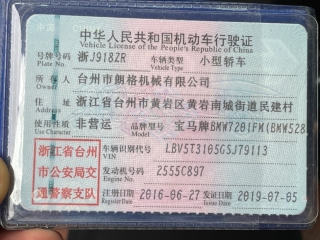 中华人民共和国机动车行驶证
Vehicle License of the People's Republic of China
号牌号码 浙J918ZR 车辆类型 小型轿车
Plate No. Vehicle Type
所有人 台州市朗格机械有限公司
Owner
住址 浙江省台州市黄岩区黄岩南城街道民建村
Address
使用性质 非营运 品牌型号 宝马牌BMW7201FM(BMW528
浙江省台州市公安局交通警察支队
车辆识别代号 LBV5T3105GSJ79113
VIN
发动机号码 2555C897
Engine No.
注册日期 2016-06-27 发证日期 2019-07-05
Register Date Issue Date